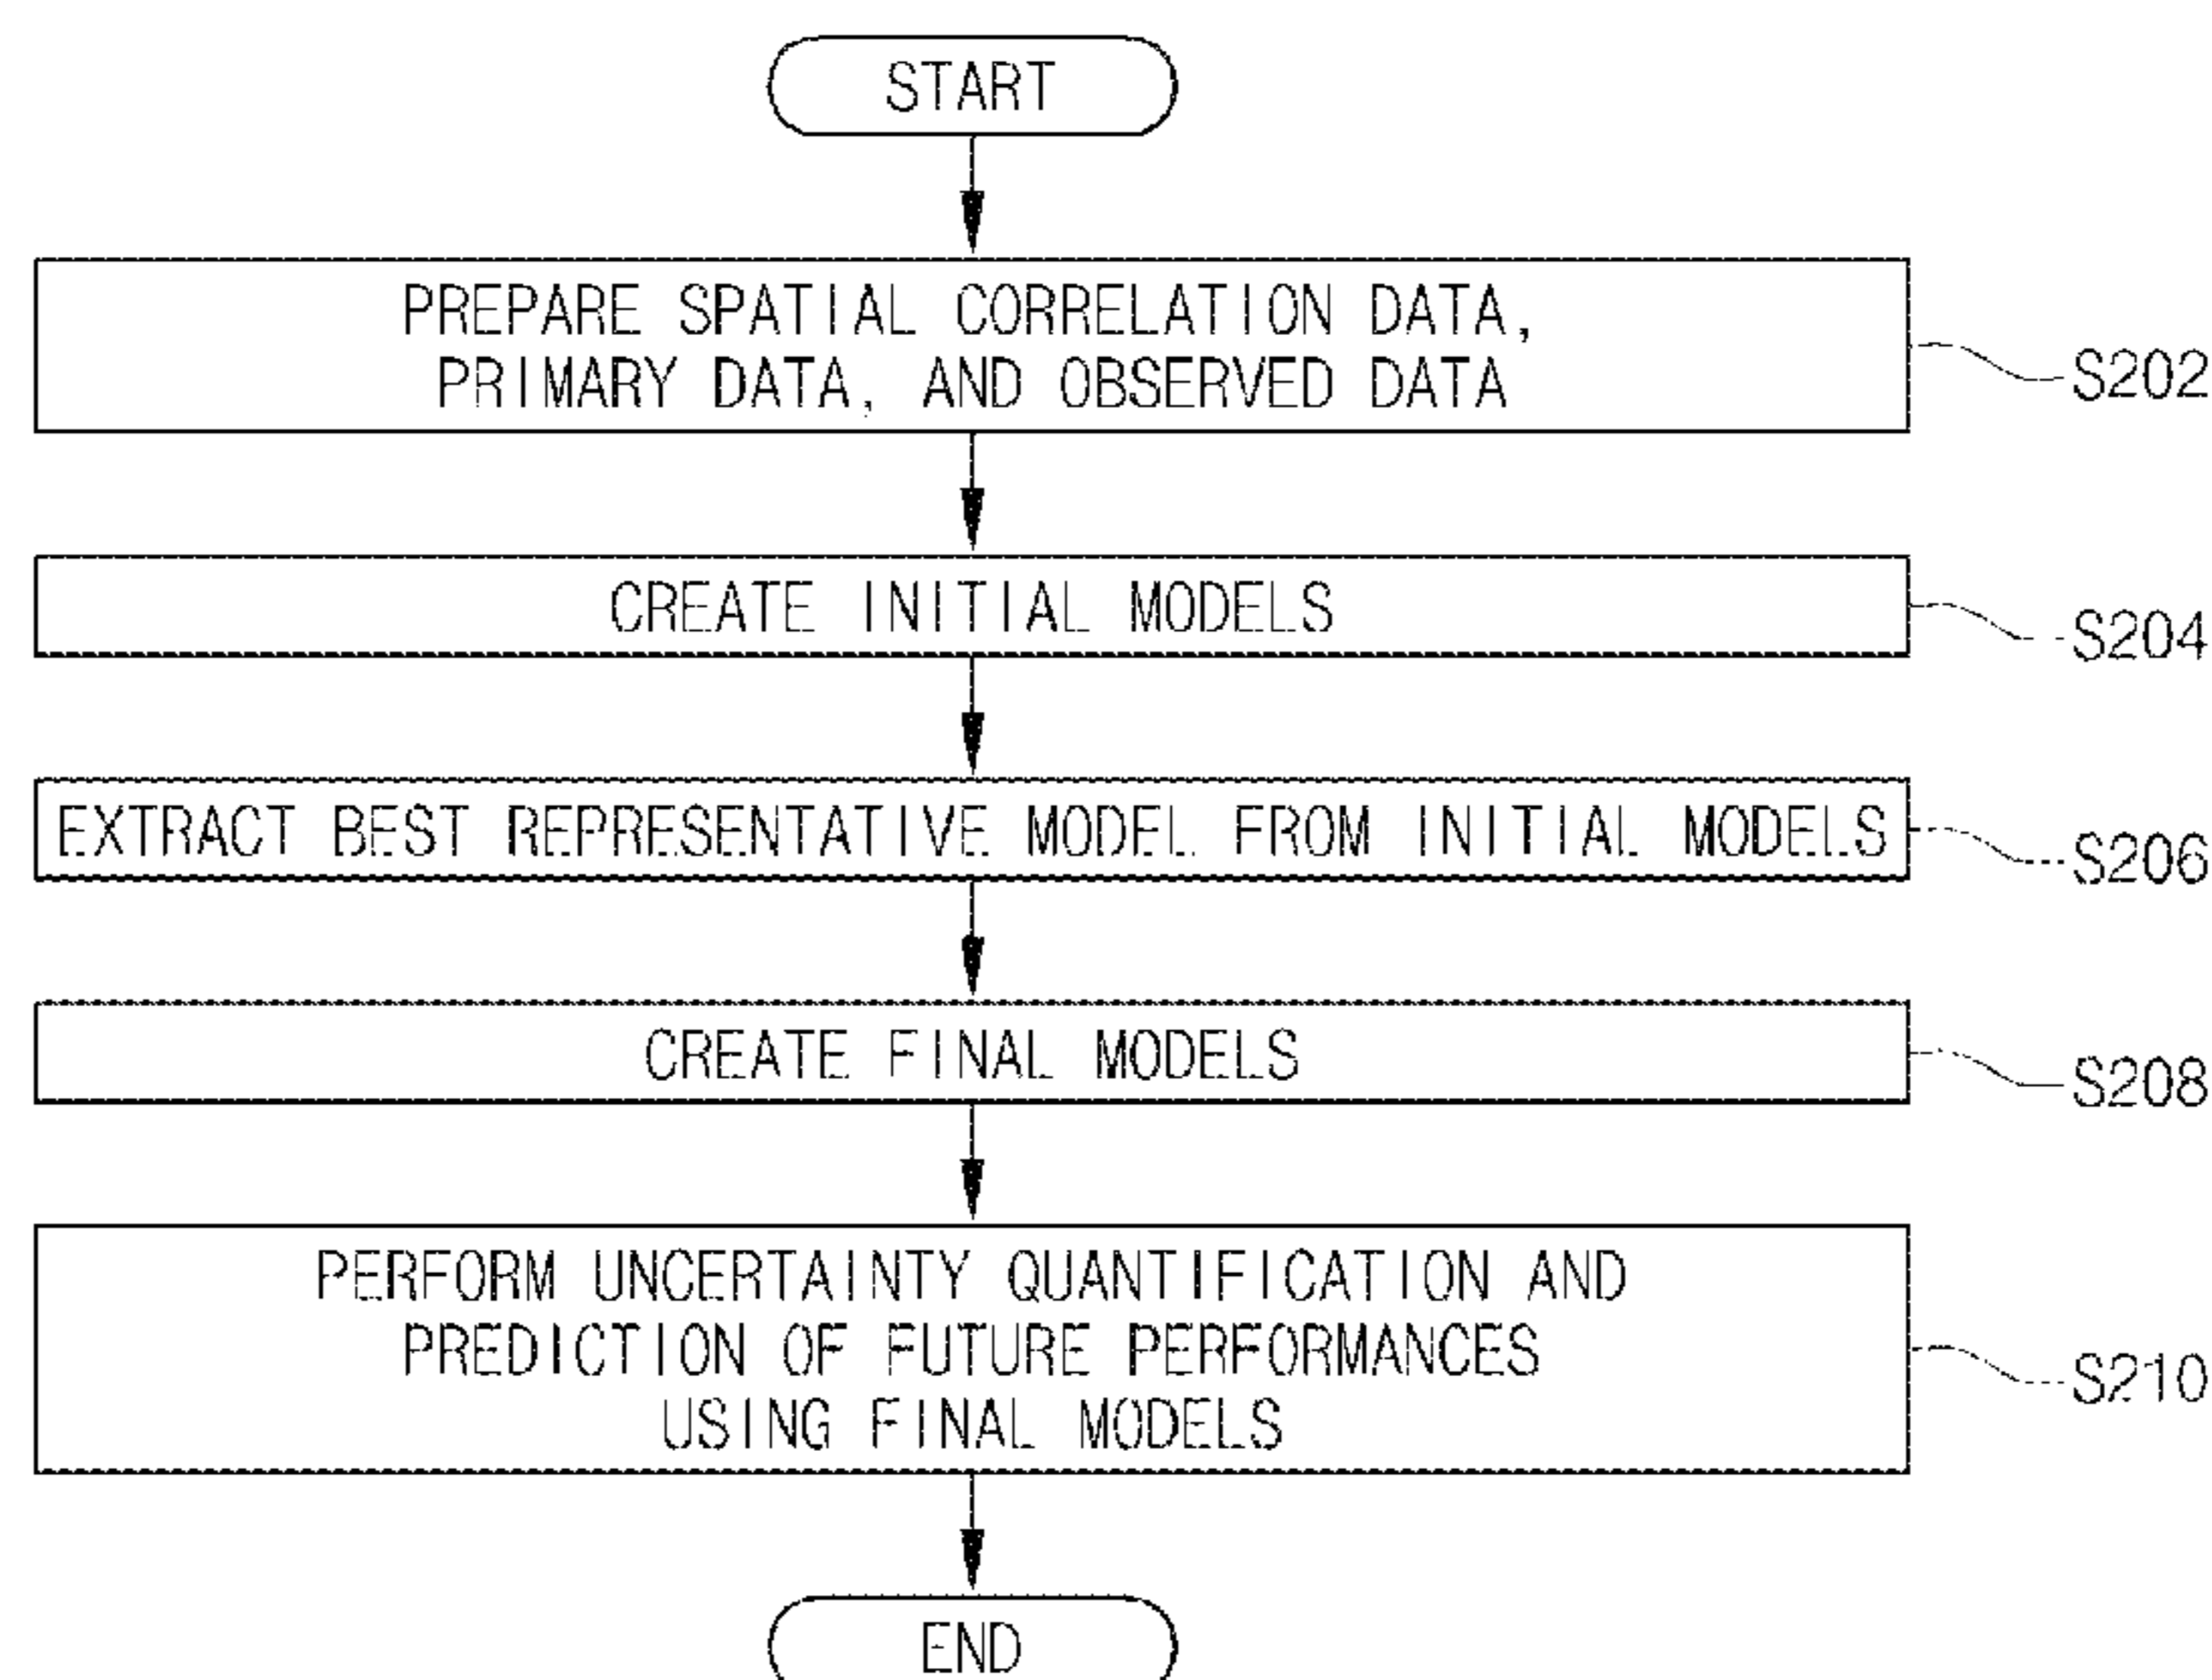 START
PREPARE SPATIAL CORRELATION DATA,
PRIMARY DATA, AND OBSERVED DATA
S202
CREATE INITIAL MODELS
S204
EXTRACT BEST REPRESENTATIVE MODEL FROM INITIAL MODELS
S206
CREATE FINAL MODELS
S208
PERFORM UNCERTAINTY QUANTIFICATION AND
PREDICTION OF FUTURE PERFORMANCES
USING FINAL MODELS
S210
END